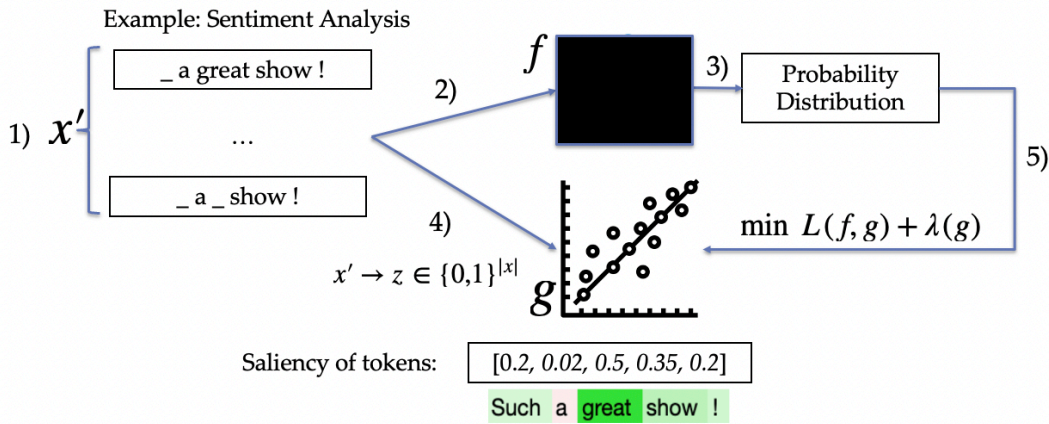 Example: Sentiment Analysis
_ a great show !
1) x′
...
_ a _ show !
2)
f
3)
Probability
Distribution
4)
5)
min L(f, g) + λ(g)
x′ → z ∈ {0,1}^|x|
g
Saliency of tokens: [0.2, 0.02, 0.5, 0.35, 0.2]
Such a great show !